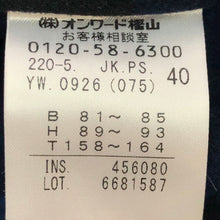 (株)オンワード樫山
お客様相談室
0120-58-6300
220-5. JK.PS. 40
YW. 0926 (075)
B 81～ 85
H 89～ 93
T 158～164
INS. 456080
LOT. 6681587